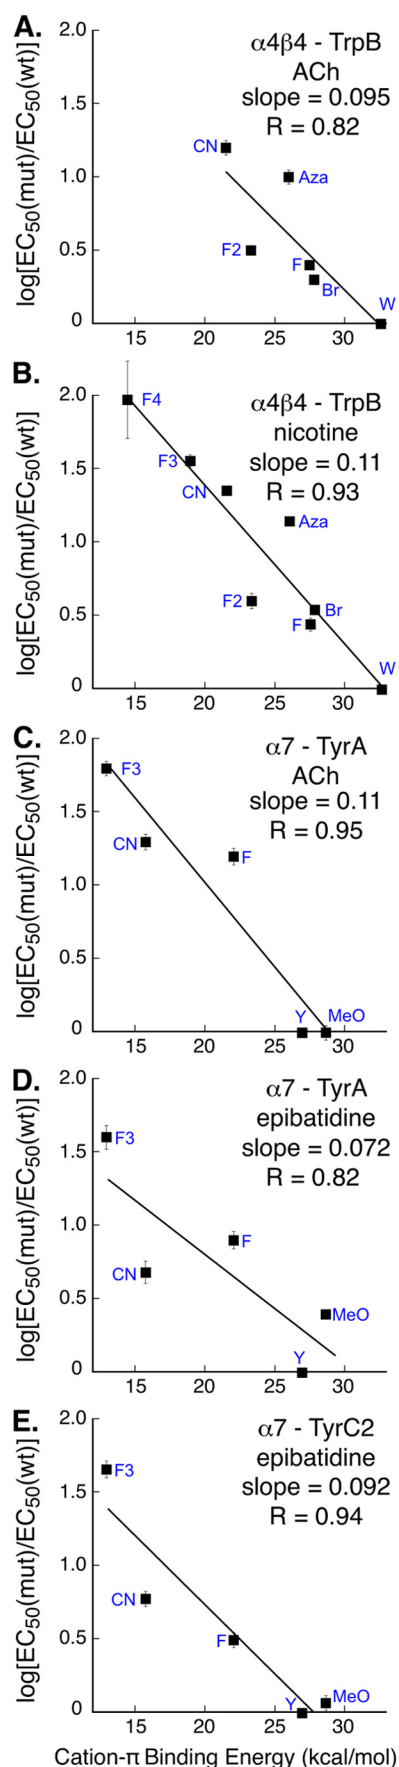 A.
α4β4 - TrpB
ACh
slope = 0.095
R = 0.82
log[EC50(mut)/EC50(wt)]
2.0
1.5
1.0
0.5
0
CN
Aza
F2
F
Br
W
15 20 25 30
B.
α4β4 - TrpB
nicotine
slope = 0.11
R = 0.93
log[EC50(mut)/EC50(wt)]
2.0
1.5
1.0
0.5
0
F4
F3
CN
Aza
F2
Br
F
W
15 20 25 30
C.
α7 - TyrA
ACh
slope = 0.11
R = 0.95
log[EC50(mut)/EC50(wt)]
2.0
1.5
1.0
0.5
0
F3
CN
F
Y MeO
15 20 25 30
D.
α7 - TyrA
epibatidine
slope = 0.072
R = 0.82
log[EC50(mut)/EC50(wt)]
2.0
1.5
1.0
0.5
0
F3
F
CN
MeO
Y
15 20 25 30
E.
α7 - TyrC2
epibatidine
slope = 0.092
R = 0.94
log[EC50(mut)/EC50(wt)]
2.0
1.5
1.0
0.5
0
F3
CN
F
Y MeO
15 20 25 30
Cation-π Binding Energy (kcal/mol)